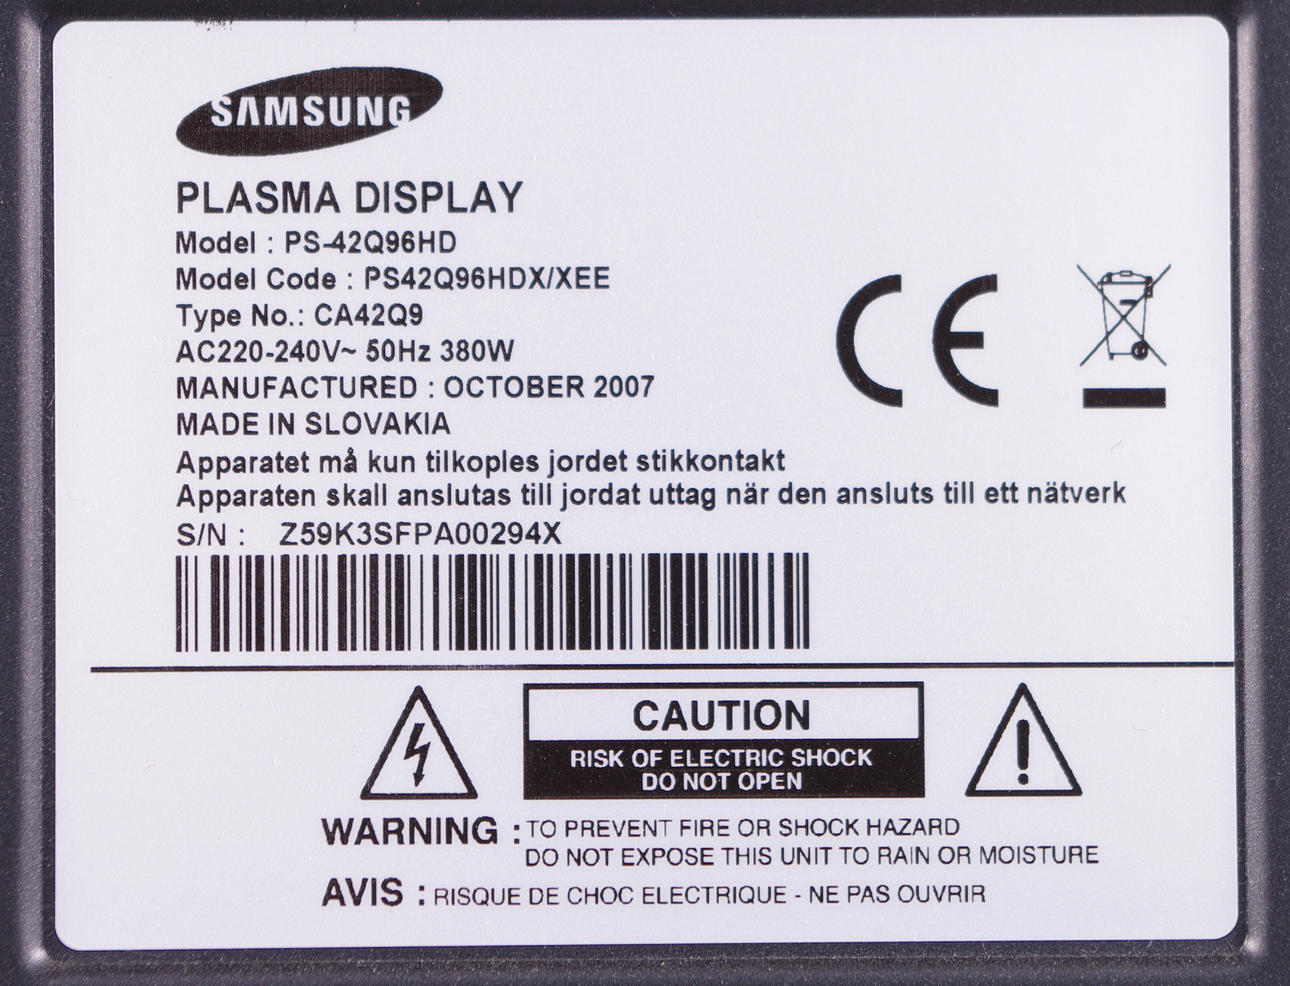 SAMSUNG
PLASMA DISPLAY
Model : PS-42Q96HD
Model Code : PS42Q96HDX/XEE
Type No.: CA42Q9
AC220-240V~ 50Hz 380W
MANUFACTURED : OCTOBER 2007
MADE IN SLOVAKIA
Apparatet må kun tilkoples jordet stikkontakt
Apparaten skall anslutas till jordat uttag när den ansluts till ett nätverk
S/N : Z59K3SFPA00294X
CE
CAUTION
RISK OF ELECTRIC SHOCK
DO NOT OPEN
WARNING : TO PREVENT FIRE OR SHOCK HAZARD
DO NOT EXPOSE THIS UNIT TO RAIN OR MOISTURE
AVIS : RISQUE DE CHOC ELECTRIQUE - NE PAS OUVRIR